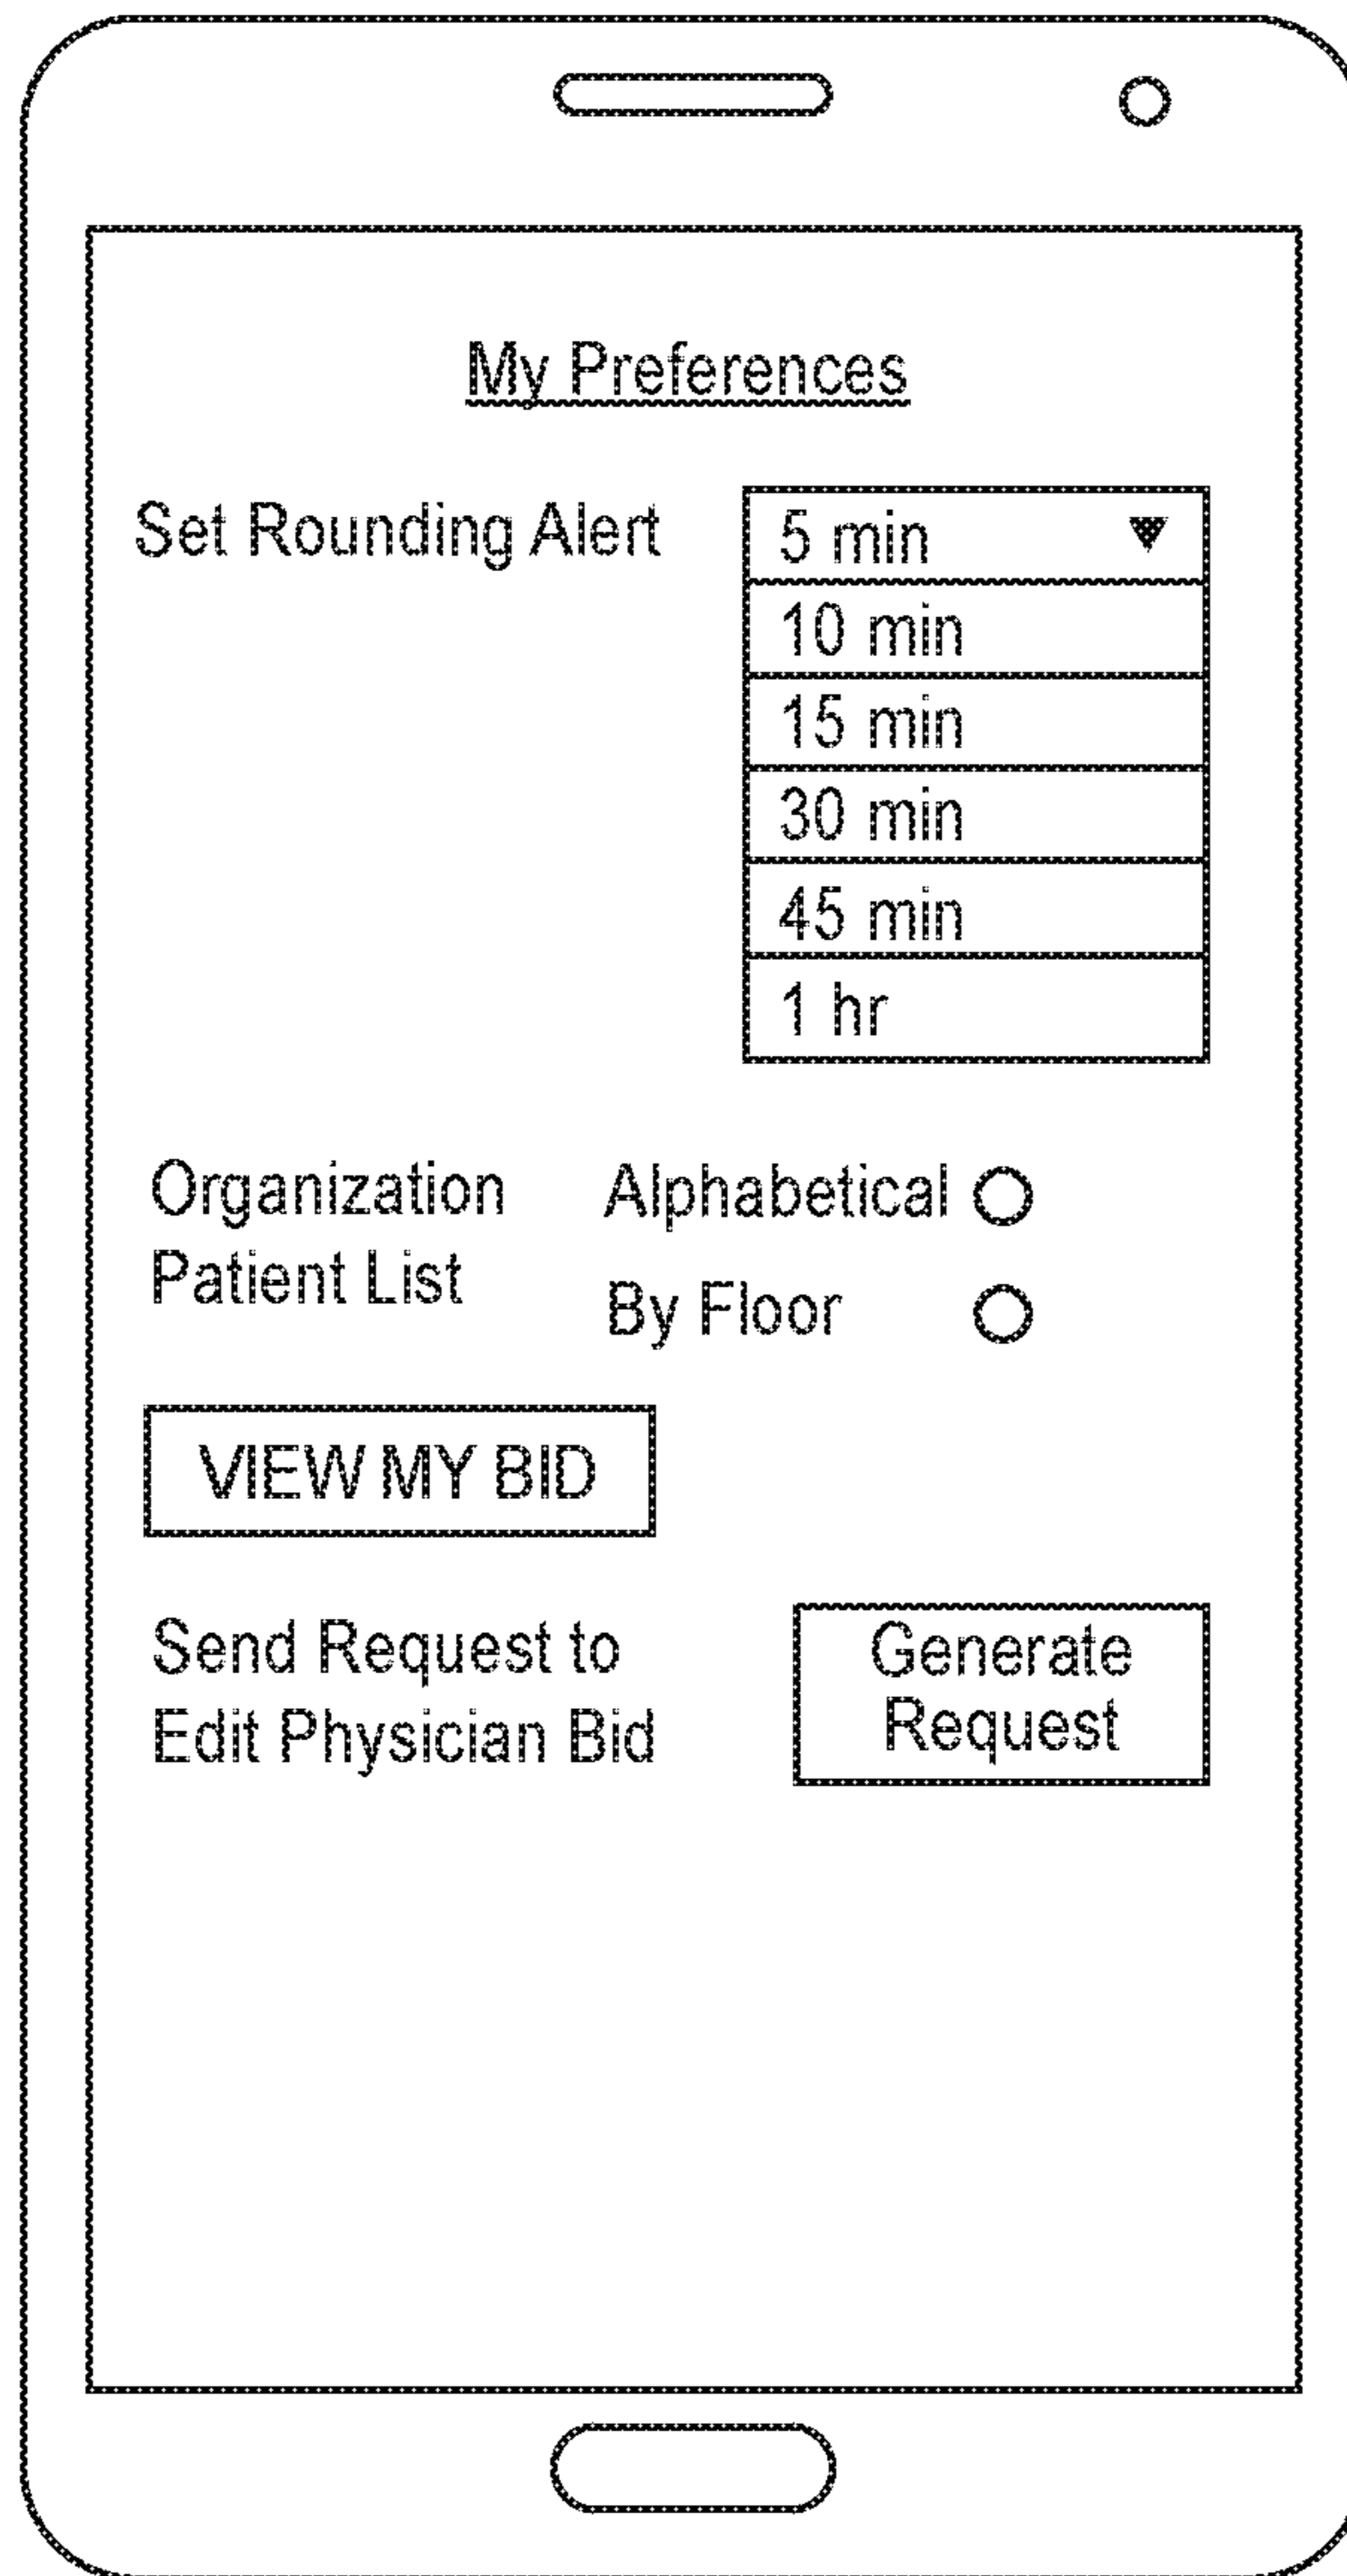 My Preferences
Set Rounding Alert
5 min
10 min
15 min
30 min
45 min
1 hr
Organization
Patient List
Alphabetical
By Floor
VIEW MY BID
Send Request to
Edit Physician Bid
Generate
Request